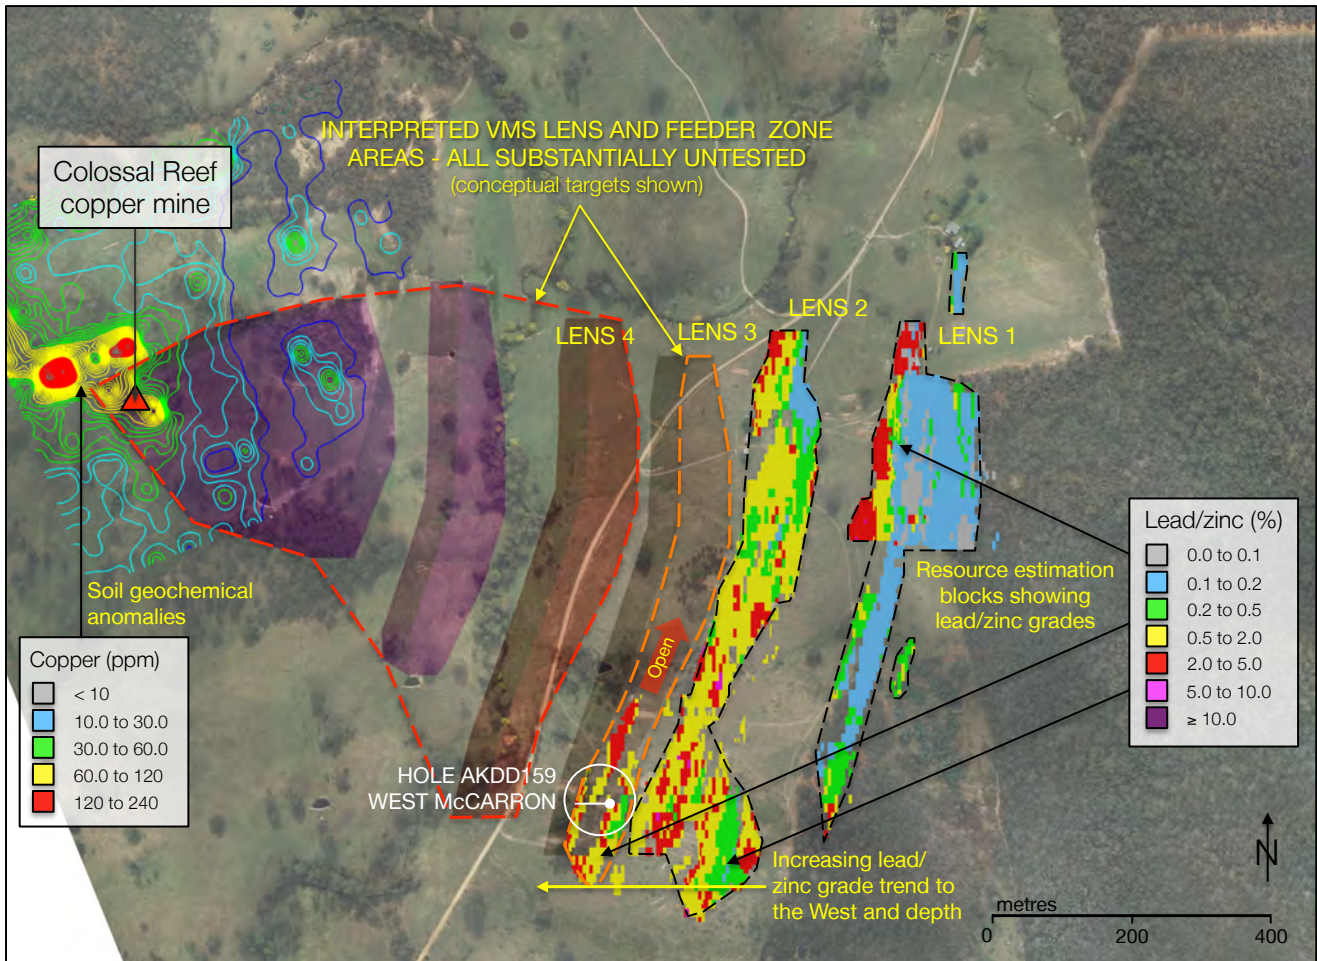 INTERPRETED VMS LENS AND FEEDER ZONE
AREAS - ALL SUBSTANTIALLY UNTESTED
(conceptual targets shown)
Colossal Reef
copper mine
LENS 4
LENS 3
LENS 2
LENS 1
Soil geochemical
anomalies
Copper (ppm)
< 10
10.0 to 30.0
30.0 to 60.0
60.0 to 120
120 to 240
Open
HOLE AKDD159
WEST McCARRON
Resource estimation
blocks showing
lead/zinc grades
Lead/zinc (%)
0.0 to 0.1
0.1 to 0.2
0.2 to 0.5
0.5 to 2.0
2.0 to 5.0
5.0 to 10.0
≥ 10.0
Increasing lead/
zinc grade trend to
the West and depth
N
metres
0 200 400